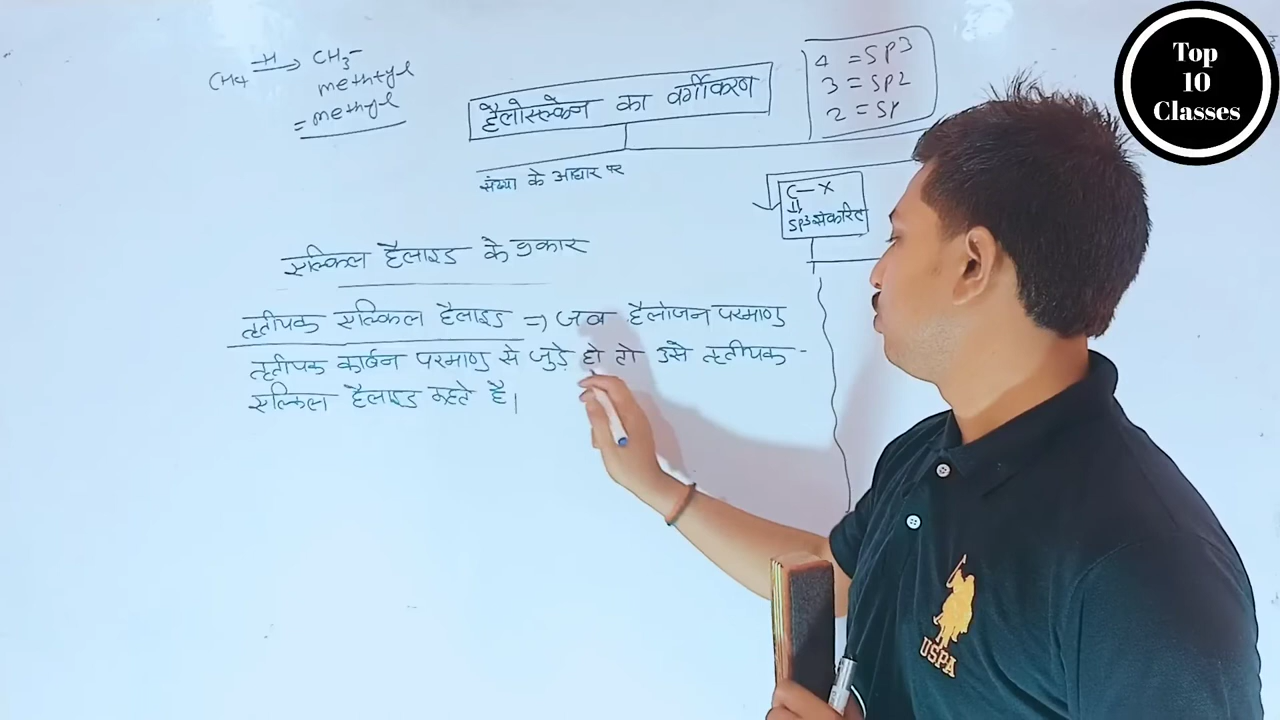 CH4 —H→ CH3–
methyl
= methyl
हैलोएल्केन का वर्गीकरण
4 = SP3
3 = SP2
2 = SP
Top
10
Classes
संख्या के आधार पर
C—X
SP3 संकरित
एल्किल हैलाइड के प्रकार
तृतीयक एल्किल हैलाइड => जब हैलोजन परमाणु
तृतीयक कार्बन परमाणु से जुड़े हो तो उसे तृतीयक -
एल्किल हैलाइड कहते है।
USPA